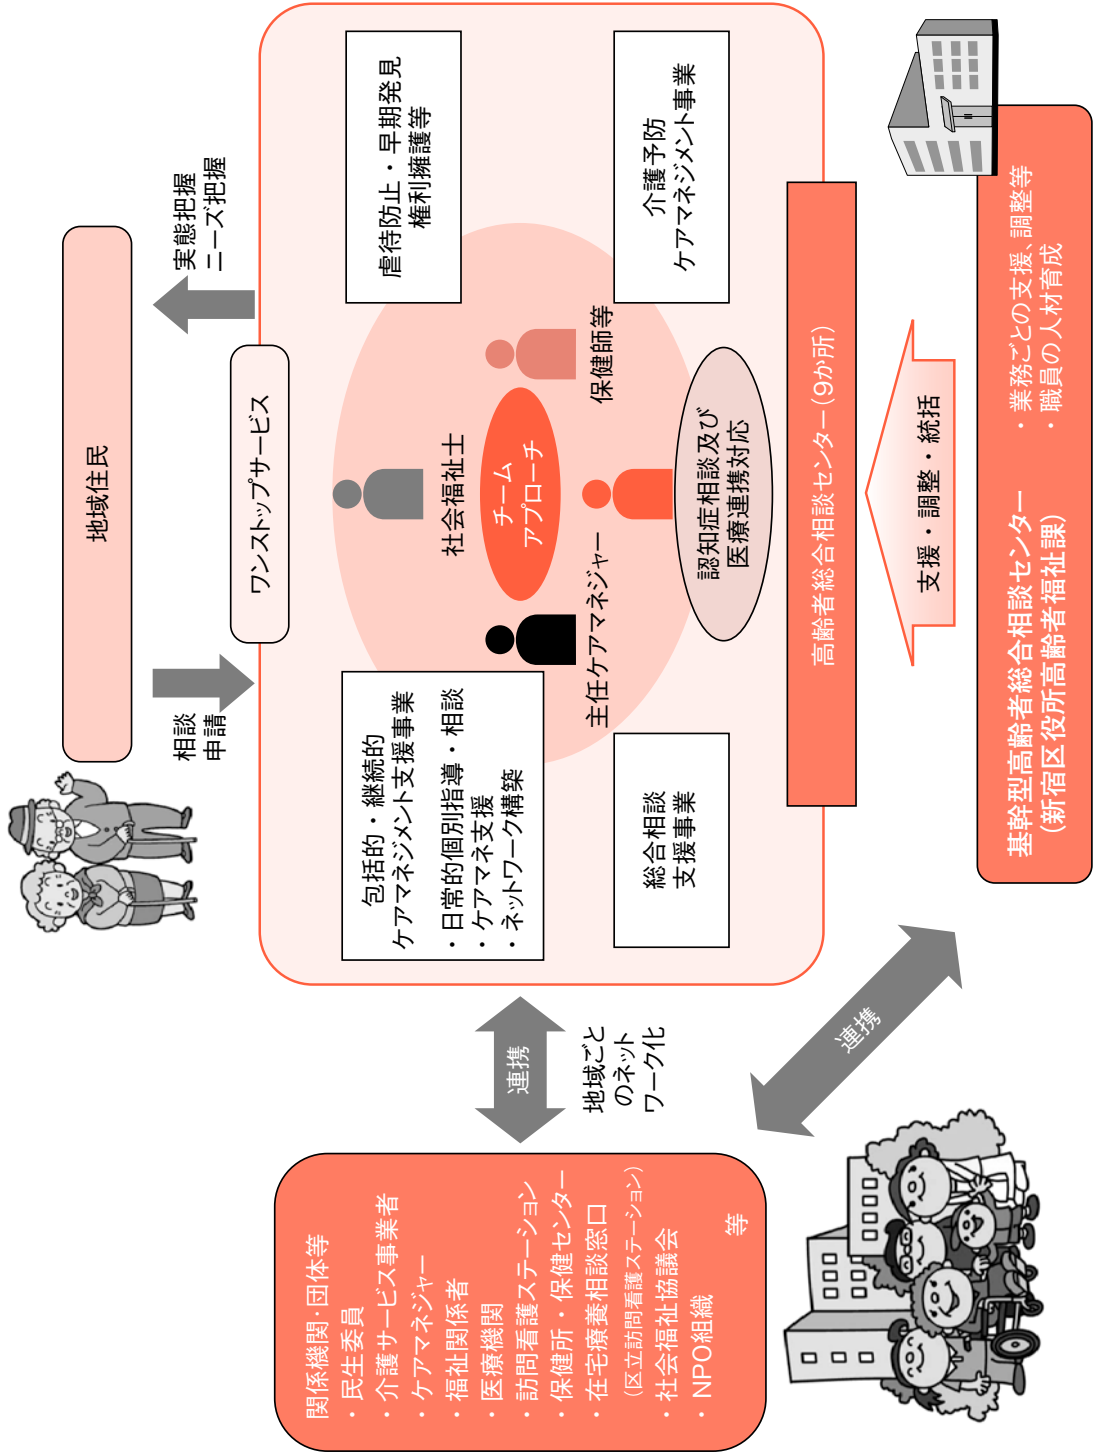 地域住民
相談
申請
実態把握
ニーズ把握
ワンストップサービス
包括的・継続的
ケアマネジメント支援事業
・日常的個別指導・相談
・ケアマネ支援
・ネットワーク構築
社会福祉士
虐待防止・早期発見
権利擁護等
チーム
アプローチ
主任ケアマネジャー
保健師等
総合相談
支援事業
認知症相談及び
医療連携対応
介護予防
ケアマネジメント事業
高齢者総合相談センター(9か所)
支援・調整・統括
基幹型高齢者総合相談センター
(新宿区役所高齢者福祉課)
・業務ごとの支援、調整等
・職員の人材育成
連携
地域ごと
のネット
ワーク化
連携
関係機関・団体等
・民生委員
・介護サービス事業者
・ケアマネジャー
・福祉関係者
・医療機関
・訪問看護ステーション
・保健所・保健センター
・在宅療養相談窓口
(区立訪問看護ステーション)
・社会福祉協議会
・NPO組織
等